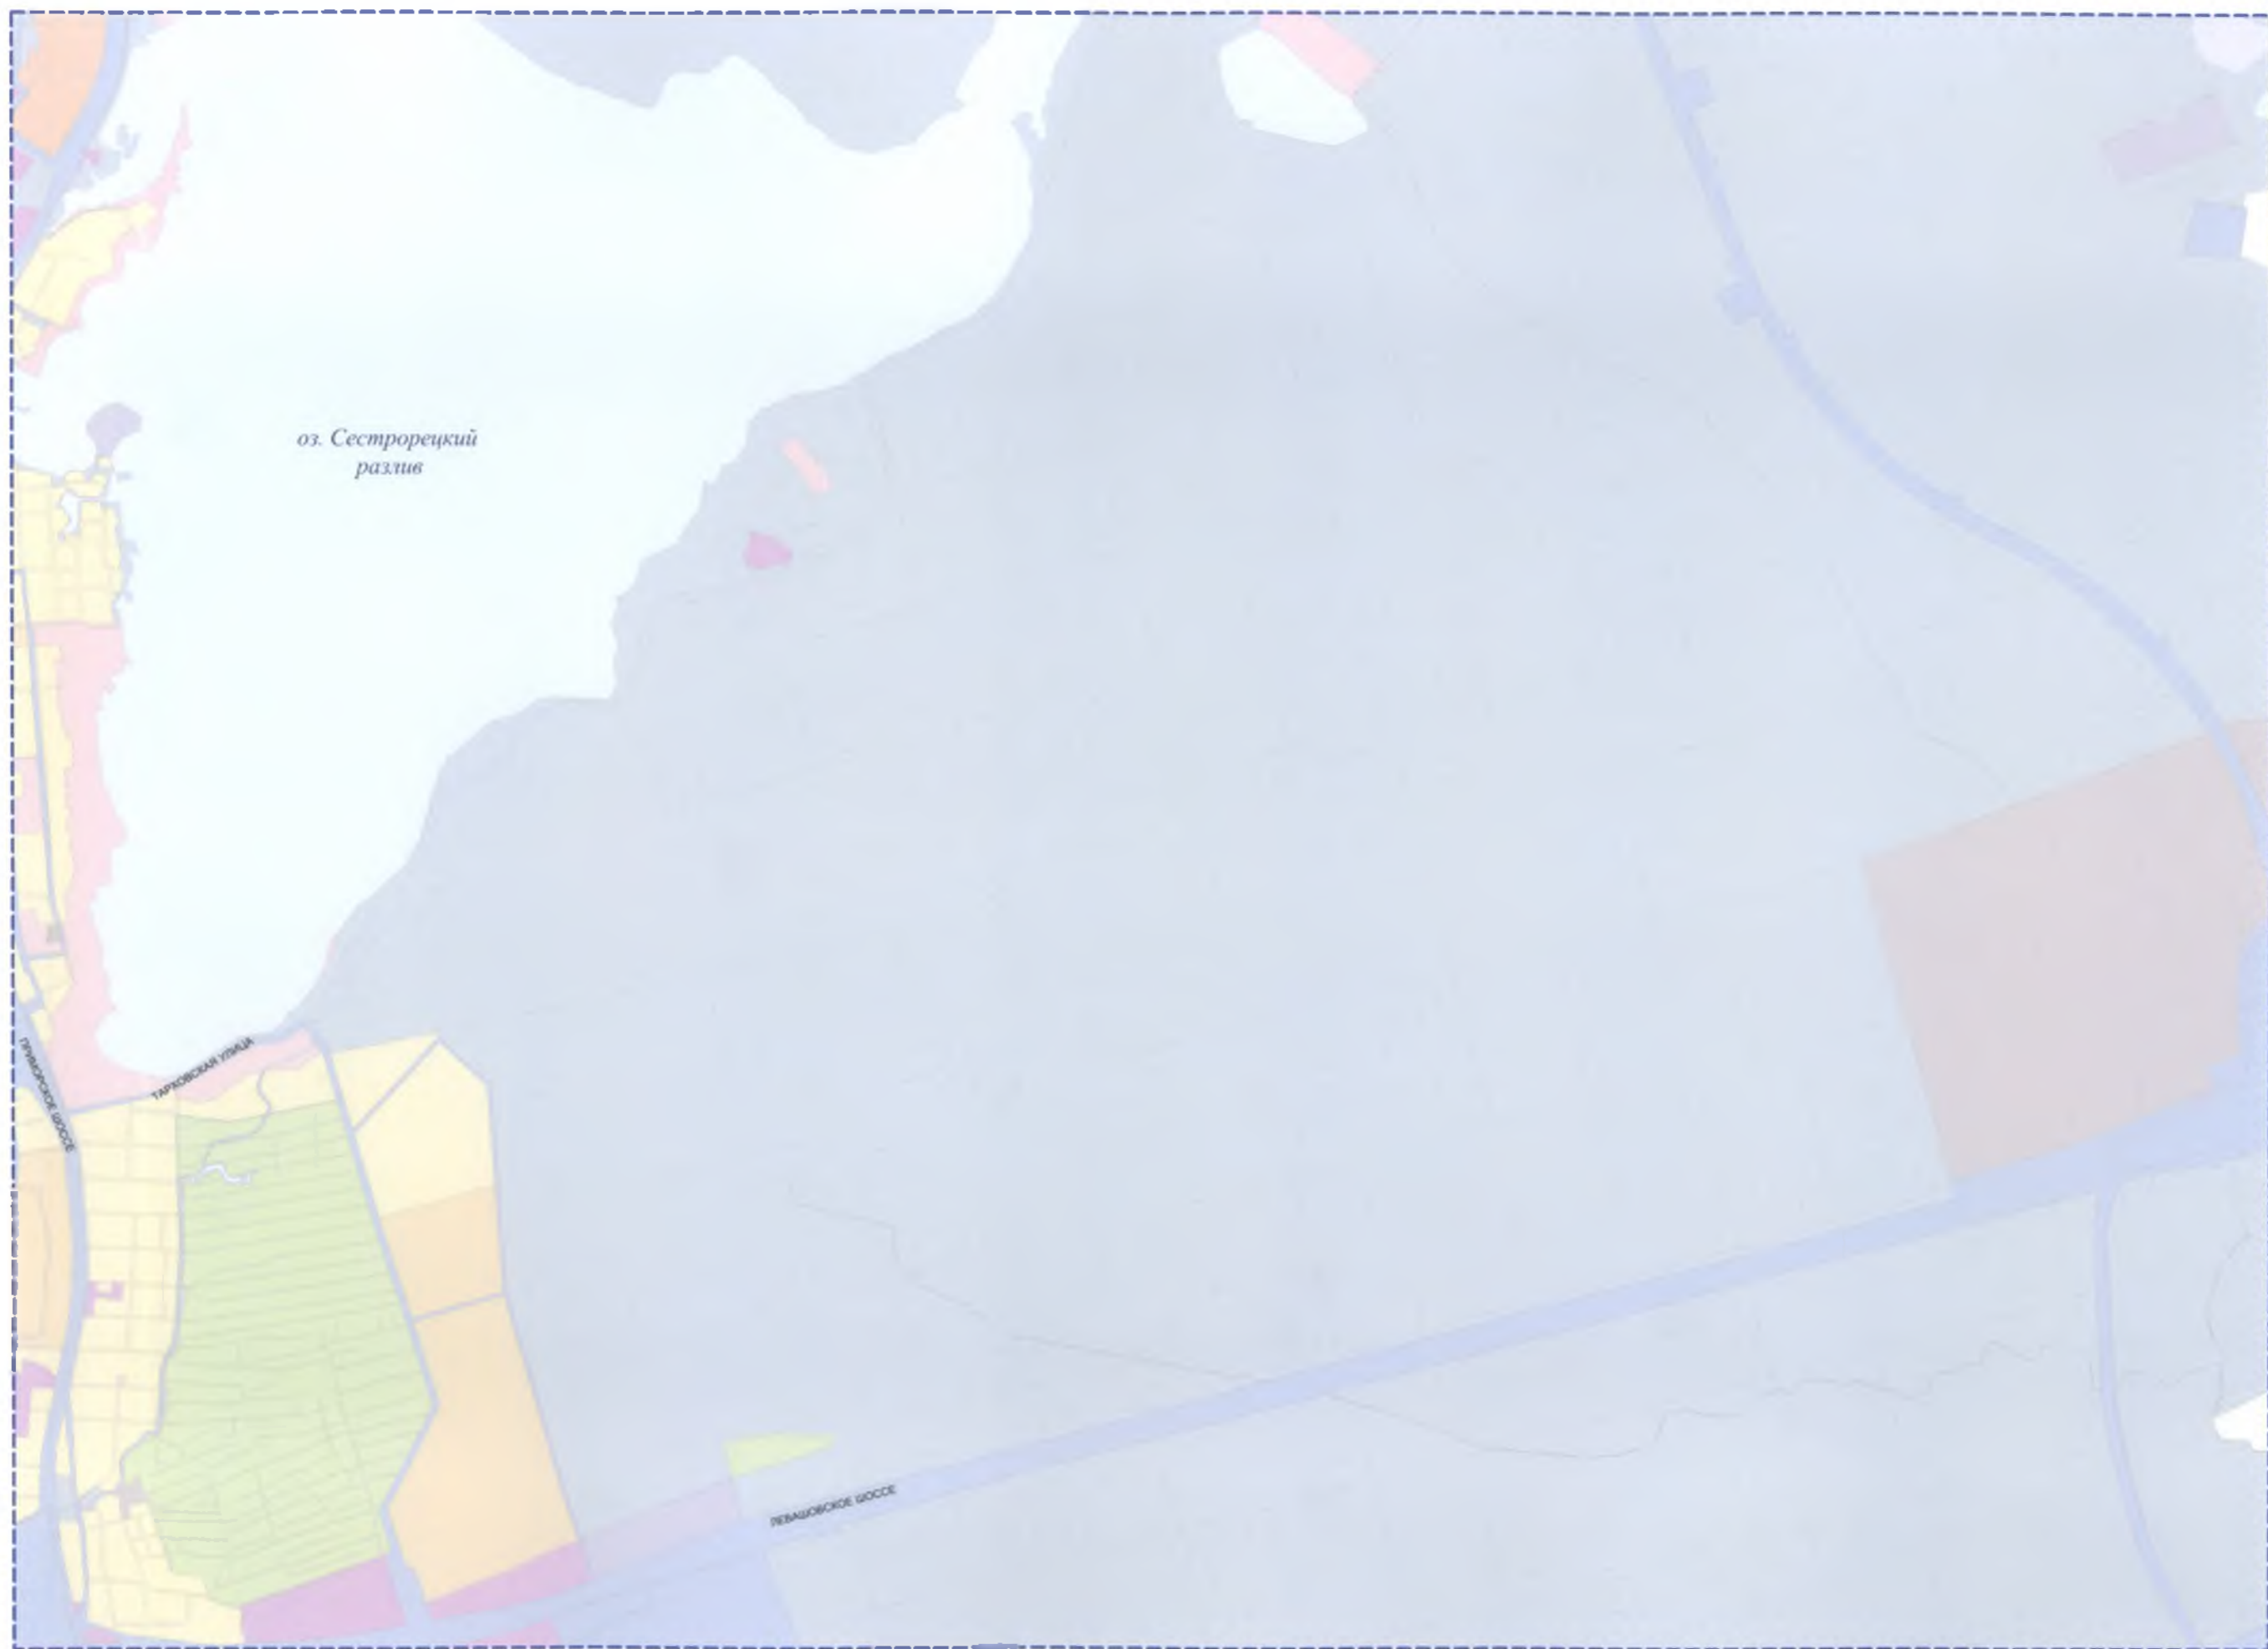 оз. Сестрорецкий
разлив
ТАРХОВСКАЯ УЛИЦА
ПРИМОРСКОЕ ШОССЕ
ЛЕВАШОВСКОЕ ШОССЕ